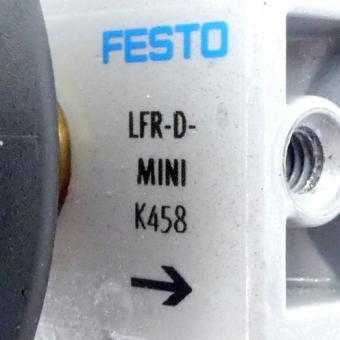 FESTO
LFR-D-
MINI
K458